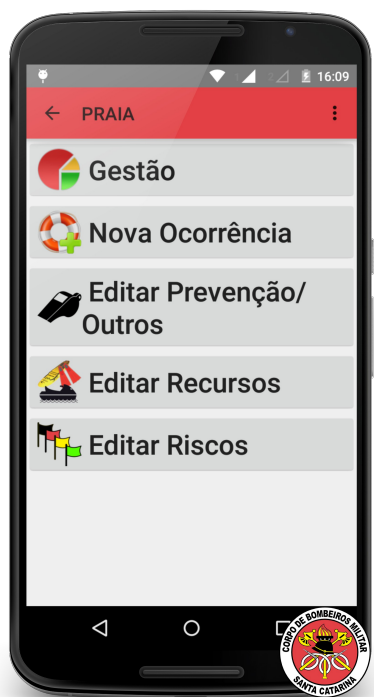 16:09
PRAIA
Gestão
Nova Ocorrência
Editar Prevenção/
Outros
Editar Recursos
Editar Riscos
CORPO DE BOMBEIROS MILITAR
SANTA CATARINA